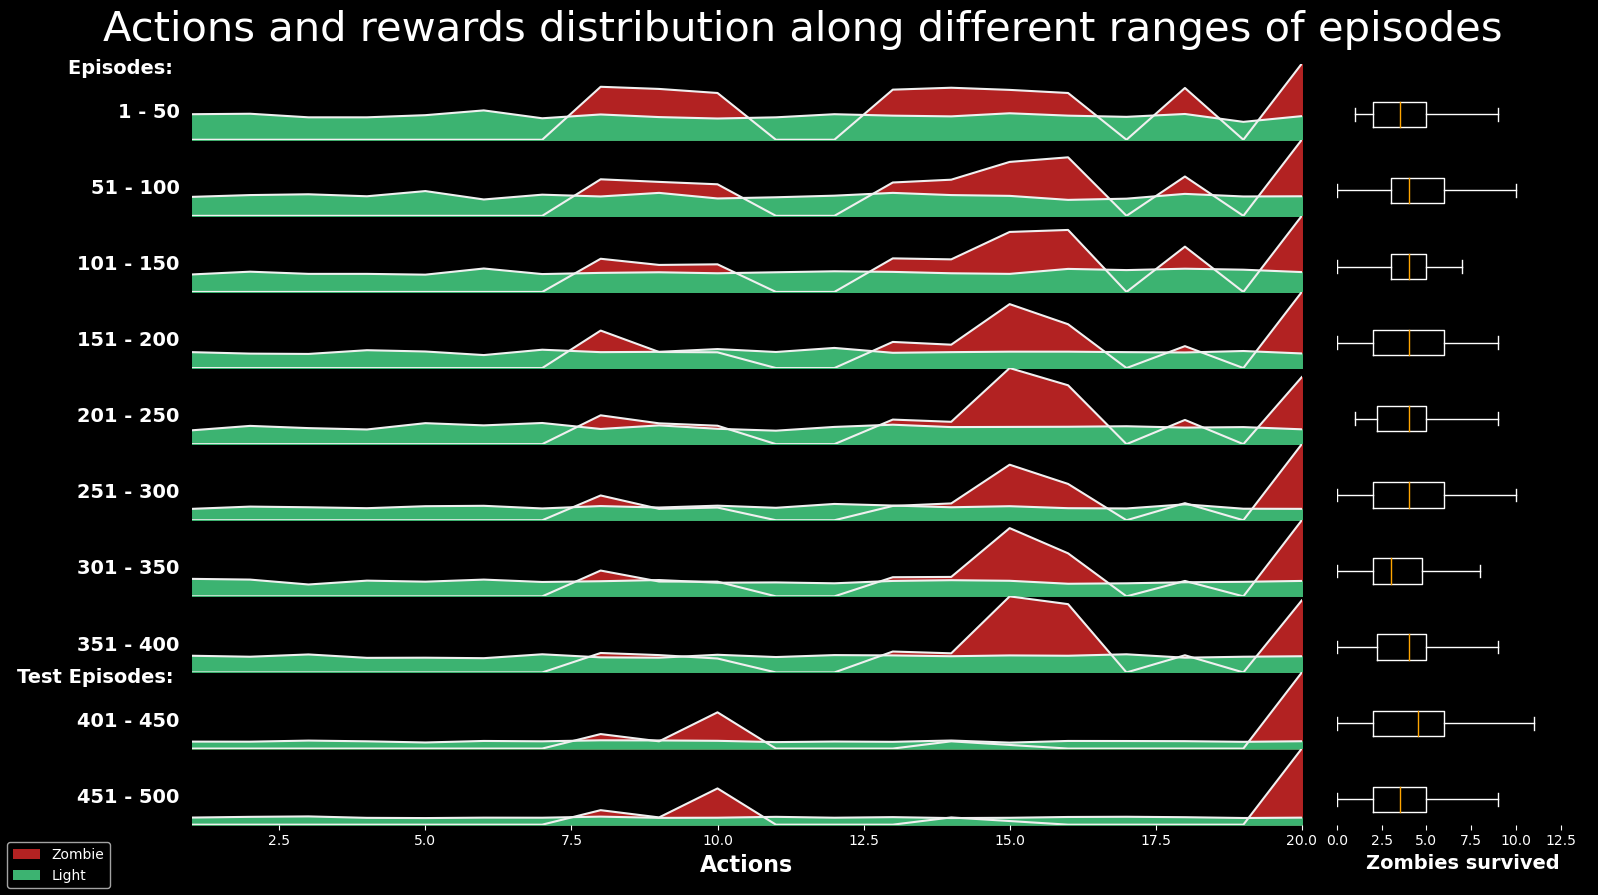 Actions and rewards distribution along different ranges of episodes
Episodes:
1 - 50
51 - 100
101 - 150
151 - 200
201 - 250
251 - 300
301 - 350
351 - 400
Test Episodes:
401 - 450
451 - 500
2.5 5.0 7.5 10.0 12.5 15.0 17.5 20.0
0.0 2.5 5.0 7.5 10.0 12.5
Actions
Zombies survived
Zombie
Light